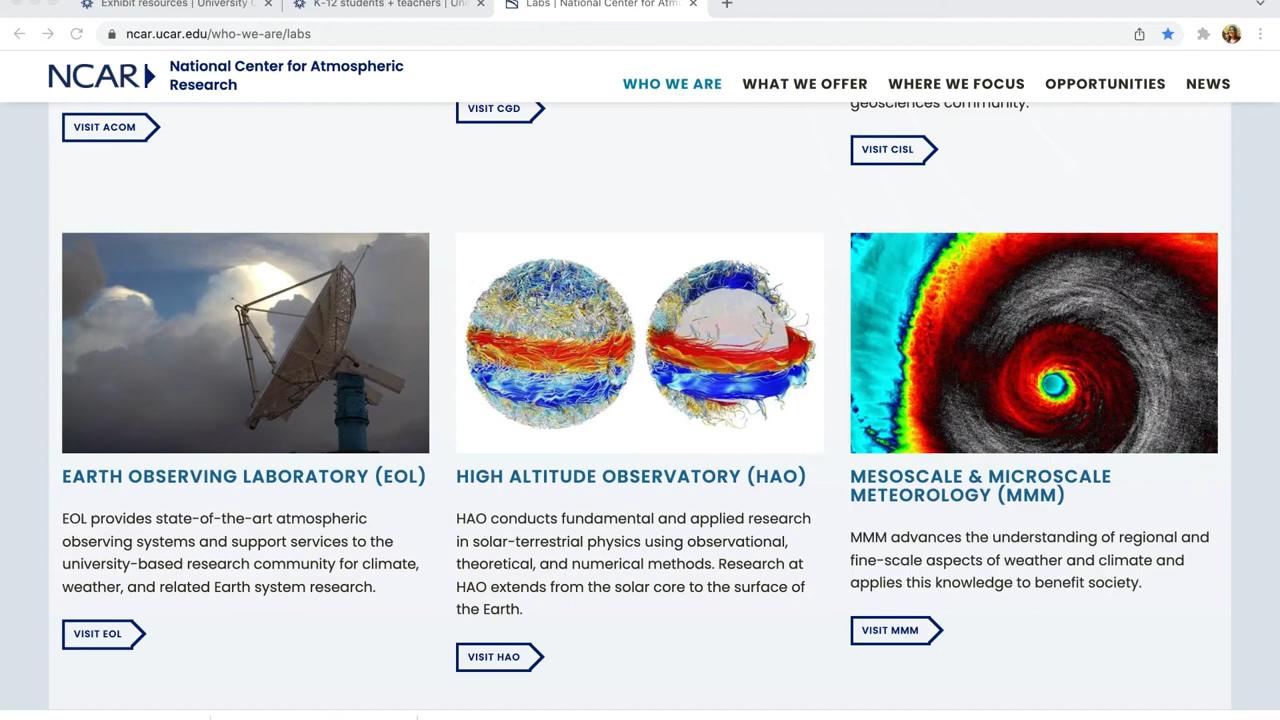 Exhibit resources | University
K-12 students + teachers | Uni
Labs | National Center for Atm
ncar.ucar.edu/who-we-are/labs
NCAR
National Center for Atmospheric
Research
WHO WE ARE
WHAT WE OFFER
WHERE WE FOCUS
OPPORTUNITIES
NEWS
VISIT ACOM
VISIT CGD
geosciences community.
VISIT CISL
EARTH OBSERVING LABORATORY (EOL)
EOL provides state-of-the-art atmospheric
observing systems and support services to the
university-based research community for climate,
weather, and related Earth system research.
VISIT EOL
HIGH ALTITUDE OBSERVATORY (HAO)
HAO conducts fundamental and applied research
in solar-terrestrial physics using observational,
theoretical, and numerical methods. Research at
HAO extends from the solar core to the surface of
the Earth.
VISIT HAO
MESOSCALE & MICROSCALE
METEOROLOGY (MMM)
MMM advances the understanding of regional and
fine-scale aspects of weather and climate and
applies this knowledge to benefit society.
VISIT MMM